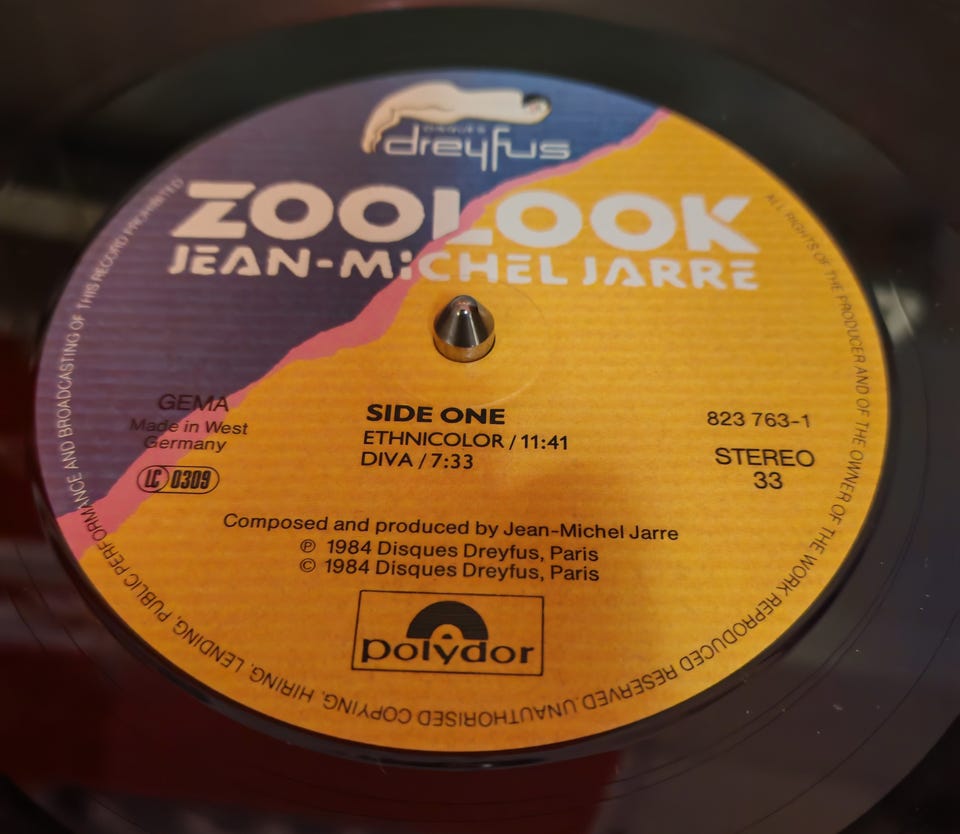 DISQUES
dreyfus
ZOOLOOK
JEAN-MiCHEL JARRE
GEMA
Made in West
Germany
LC 0309
SIDE ONE
ETHNICOLOR / 11:41
DIVA / 7:33
823 763-1
STEREO
33
Composed and produced by Jean-Michel Jarre
℗ 1984 Disques Dreyfus, Paris
© 1984 Disques Dreyfus, Paris
polydor
ALL RIGHTS OF THE PRODUCER AND OF THE OWNER OF THE WORK REPRODUCED RESERVED. UNAUTHORISED COPYING, HIRING, LENDING, PUBLIC PERFORMANCE AND BROADCASTING OF THIS RECORD PROHIBITED